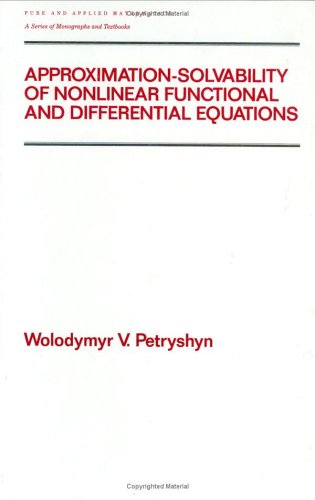 PURE AND APPLIED MAT
A Series of Monographs and Textbooks
APPROXIMATION-SOLVABILITY
OF NONLINEAR FUNCTIONAL
AND DIFFERENTIAL EQUATIONS
Wolodymyr V. Petryshyn
Copyrighted Material
Copyrighted Material